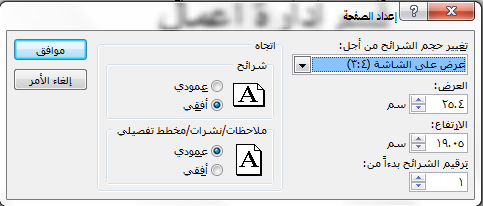 إعداد الصفحة
تغيير حجم الشرائح من أجل:
عرض على الشاشة (٣:٤)
العرض:
٢٥.٤ سم
الارتفاع:
١٩.٠٥ سم
ترقيم الشرائح بدءاً من:
١
اتجاه
شرائح
عمودي
أفقي
ملاحظات/نشرات/مخطط تفصيلي
عمودي
أفقي
موافق
إلغاء الأمر